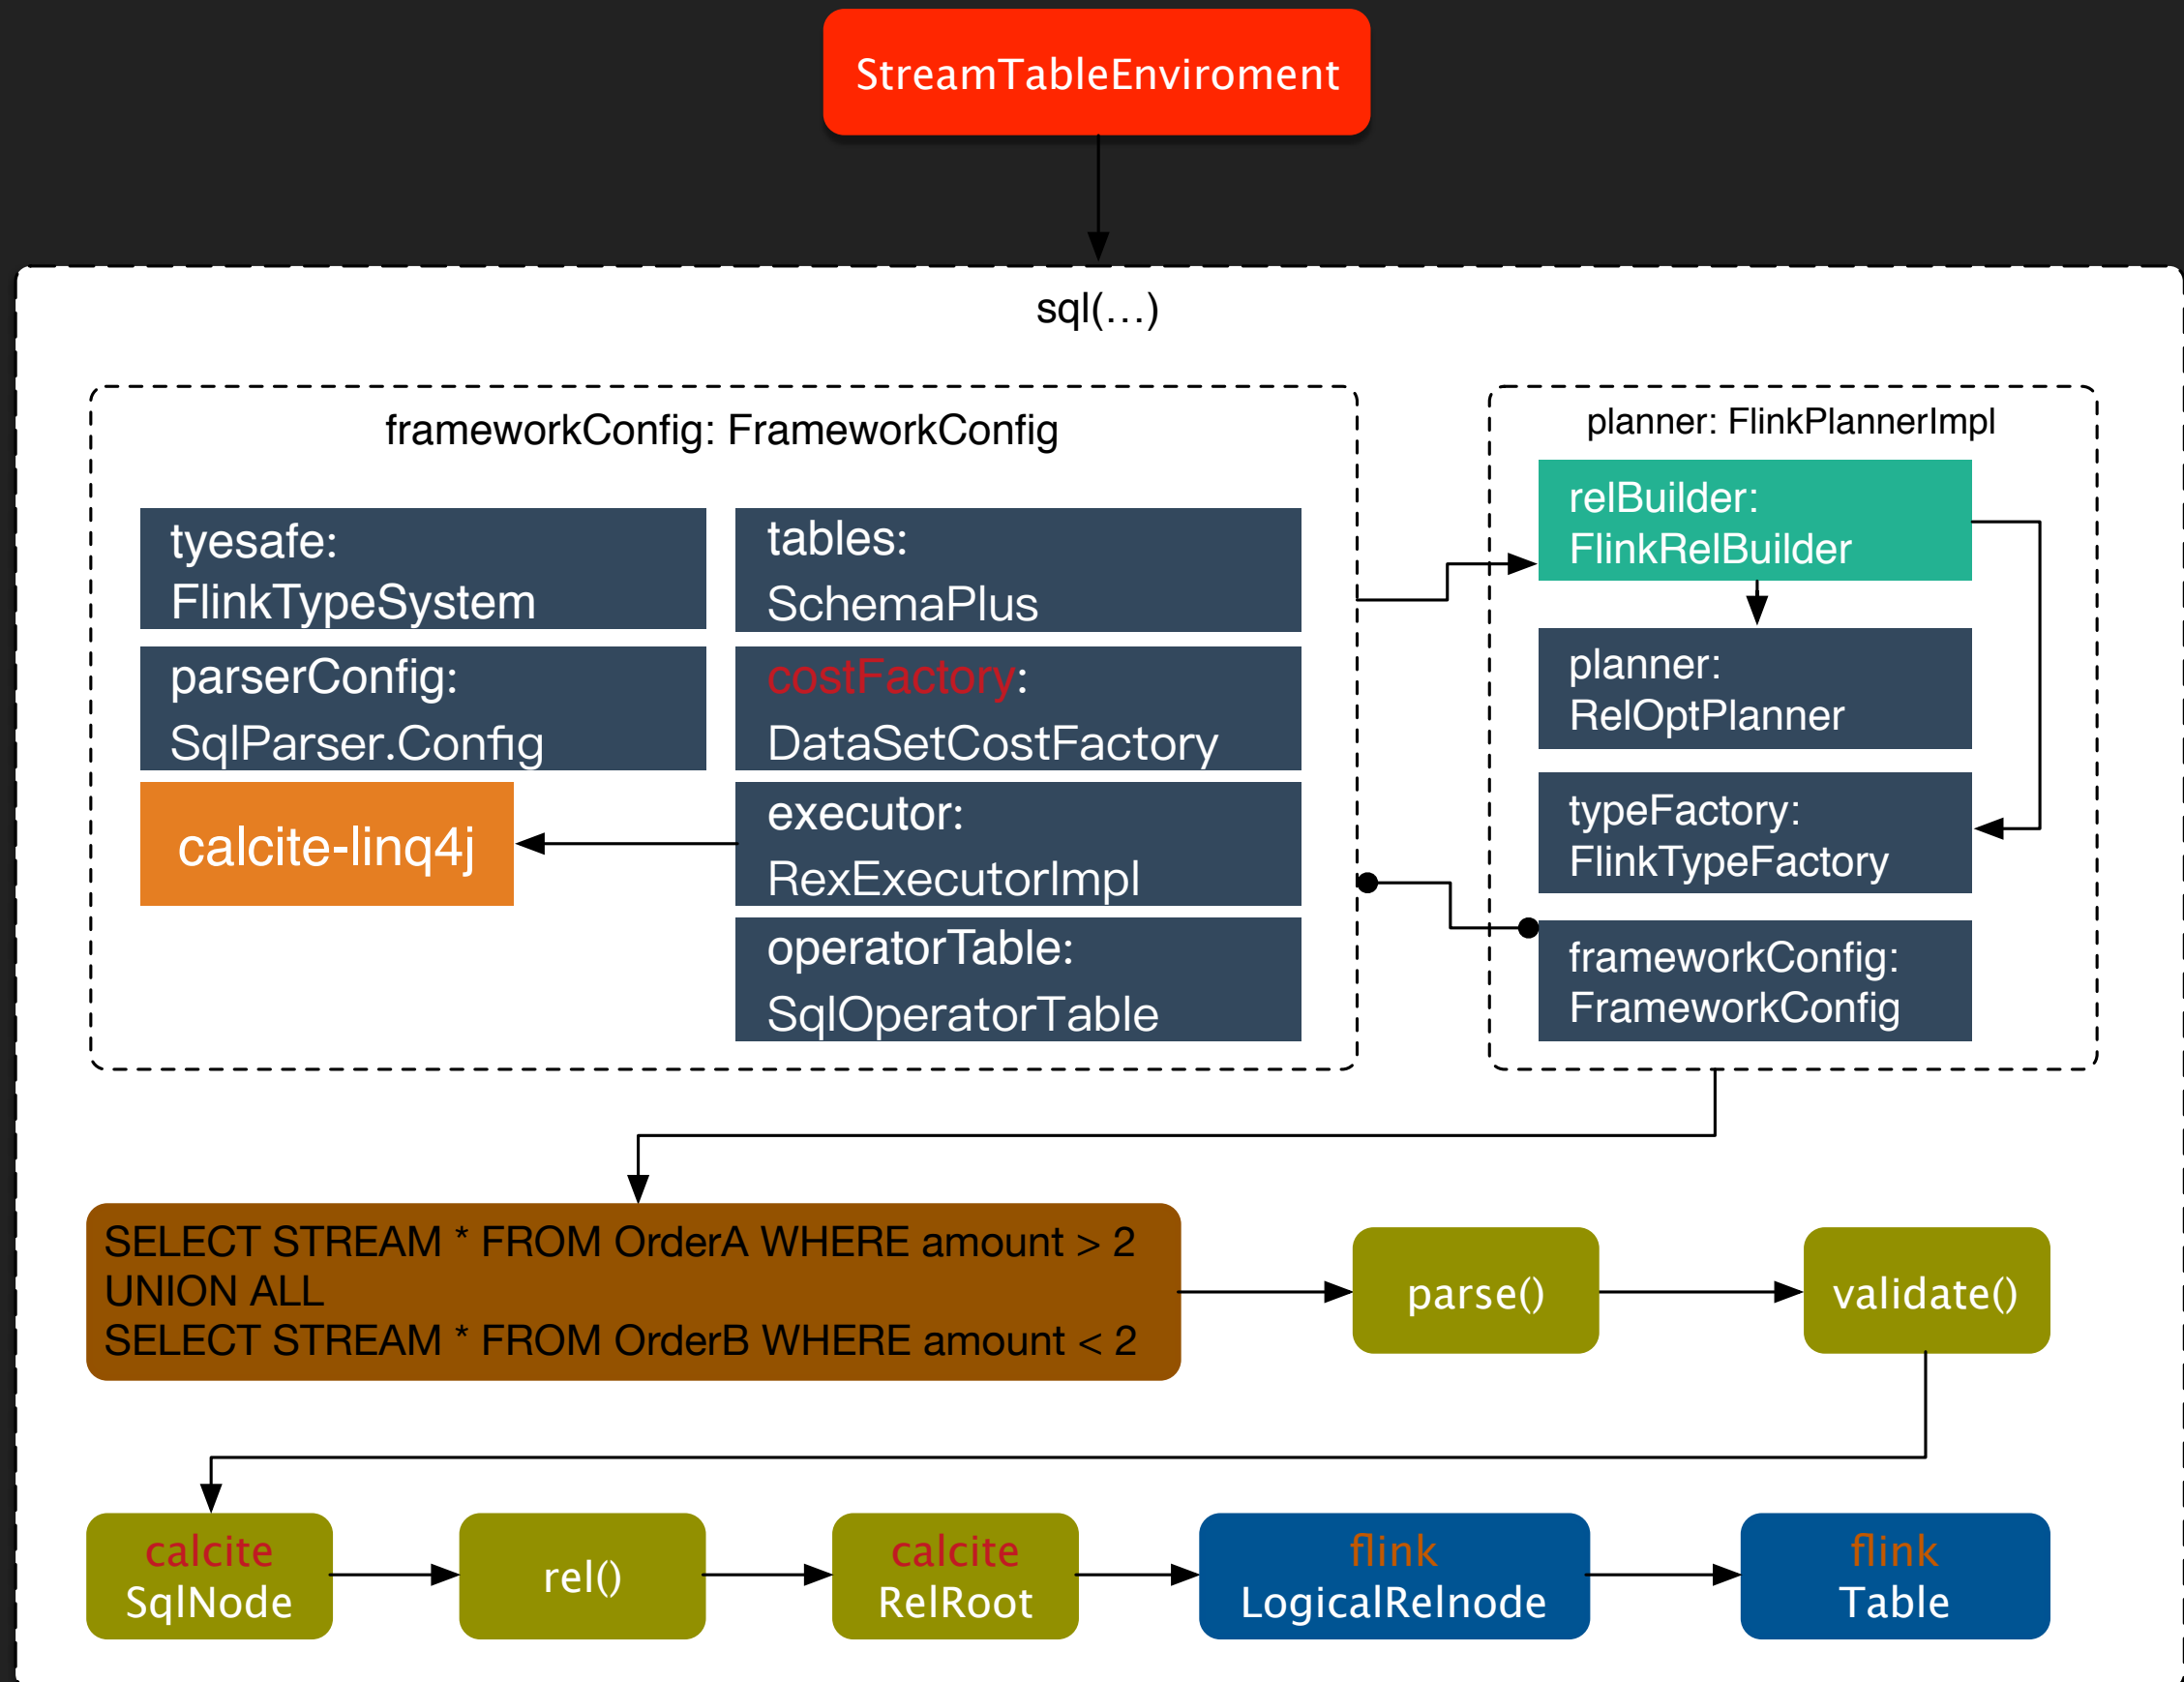 StreamTableEnviroment
sql(…)
frameworkConfig: FrameworkConfig
tyesafe:
FlinkTypeSystem
tables:
SchemaPlus
parserConfig:
SqlParser.Config
costFactory:
DataSetCostFactory
calcite-linq4j
executor:
RexExecutorImpl
operatorTable:
SqlOperatorTable
planner: FlinkPlannerImpl
relBuilder:
FlinkRelBuilder
planner:
RelOptPlanner
typeFactory:
FlinkTypeFactory
frameworkConfig:
FrameworkConfig
SELECT STREAM * FROM OrderA WHERE amount > 2
UNION ALL
SELECT STREAM * FROM OrderB WHERE amount < 2
parse()
validate()
calcite
SqlNode
rel()
calcite
RelRoot
flink
LogicalRelnode
flink
Table